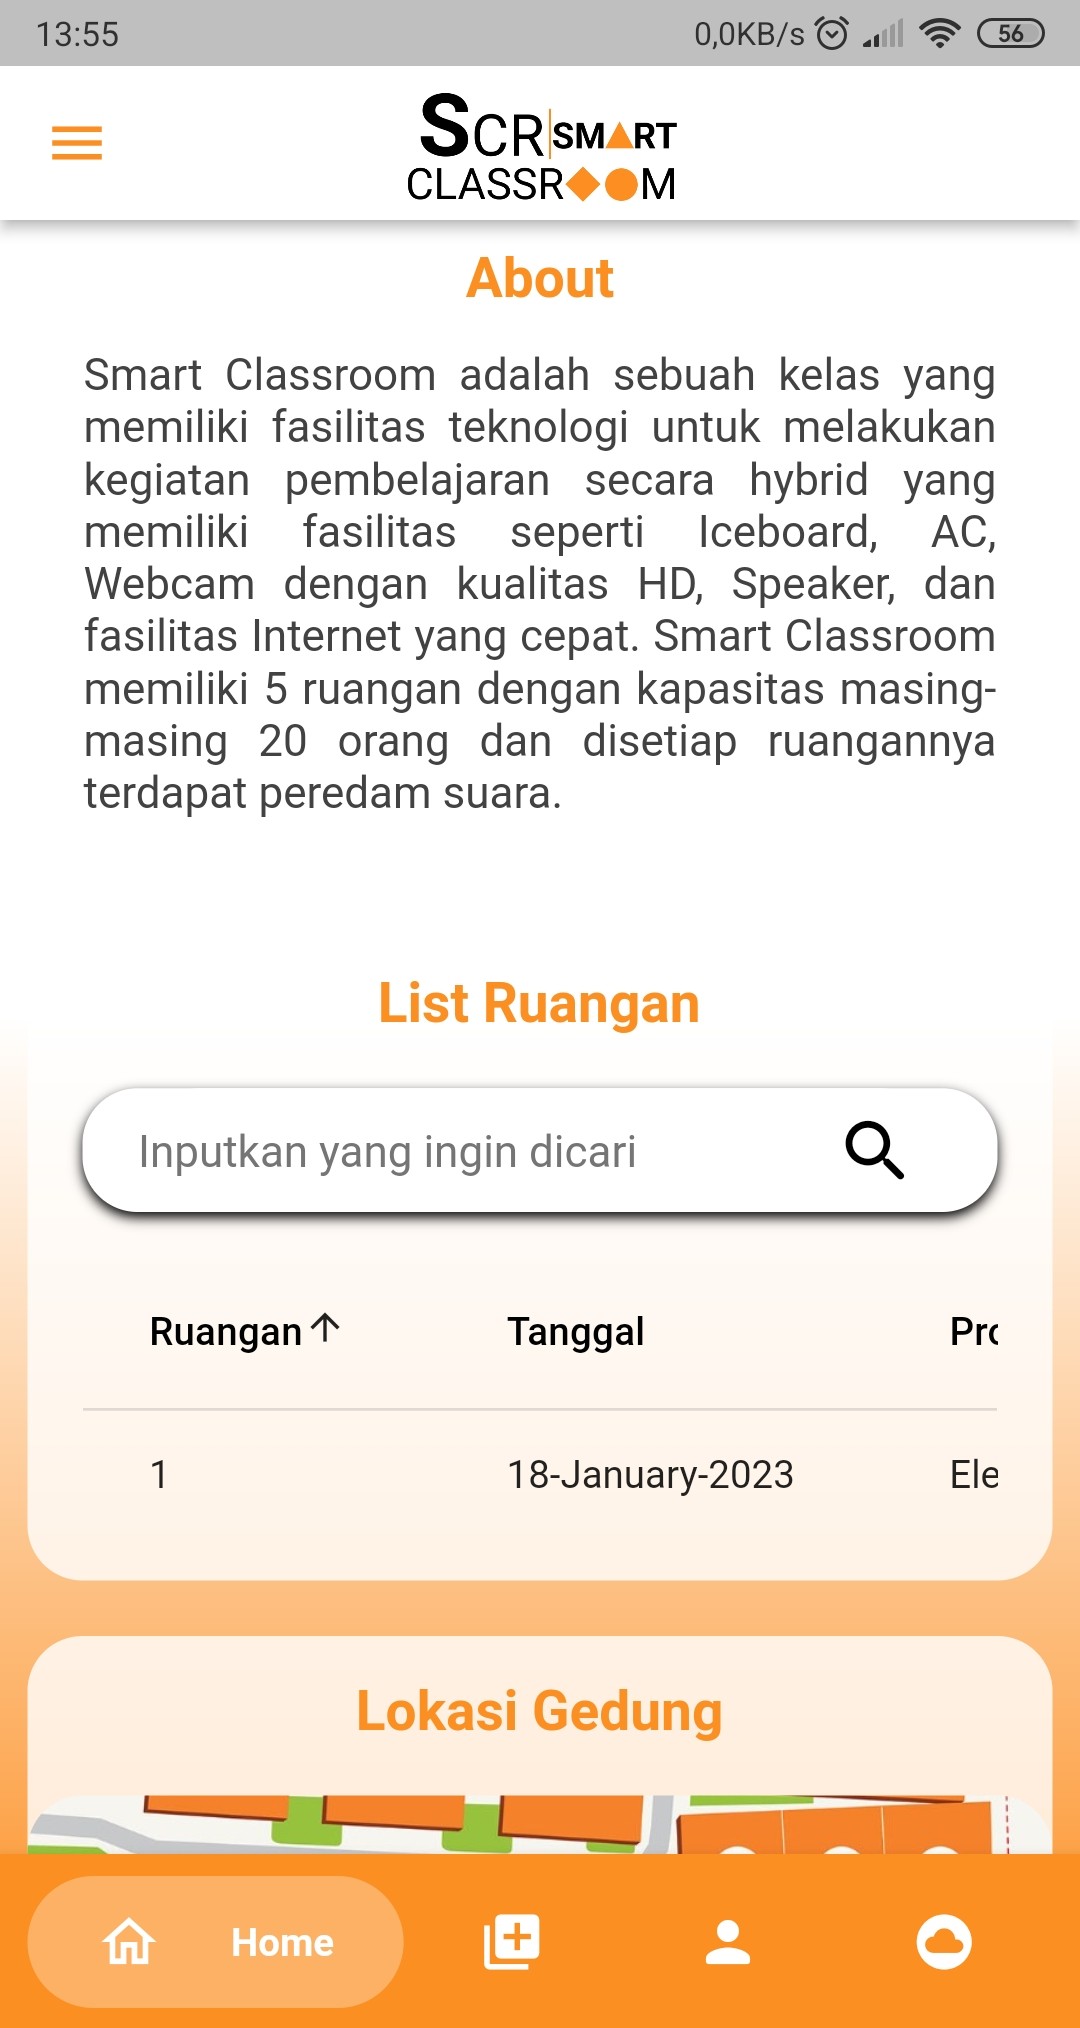 13:55 0,0KB/s 56
SCR SMART
CLASSROOM
About
Smart Classroom adalah sebuah kelas yang
memiliki fasilitas teknologi untuk melakukan
kegiatan pembelajaran secara hybrid yang
memiliki fasilitas seperti Iceboard, AC,
Webcam dengan kualitas HD, Speaker, dan
fasilitas Internet yang cepat. Smart Classroom
memiliki 5 ruangan dengan kapasitas masing-
masing 20 orang dan disetiap ruangannya
terdapat peredam suara.
List Ruangan
Inputkan yang ingin dicari
Ruangan ↑ Tanggal Pro
1 18-January-2023 Ele
Lokasi Gedung
Home